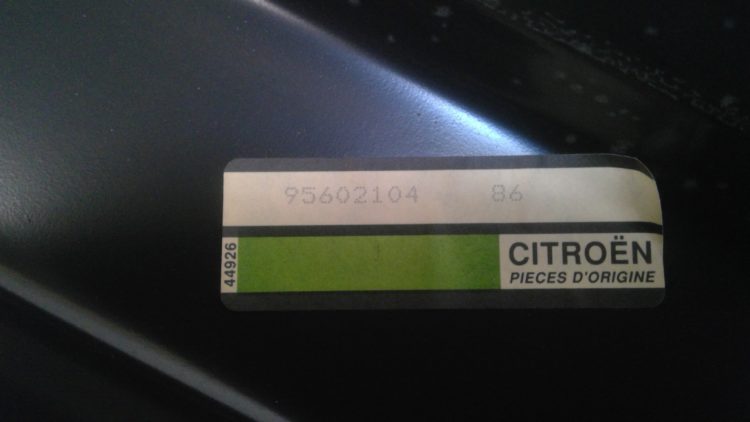 95602104 86
44926
CITROËN
PIECES D'ORIGINE